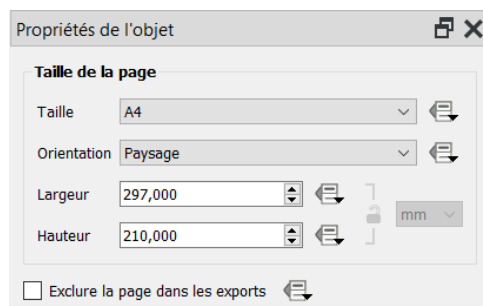 Propriétés de l'objet
Taille de la page
Taille A4
Orientation Paysage
Largeur 297,000
mm
Hauteur 210,000
Exclure la page dans les exports